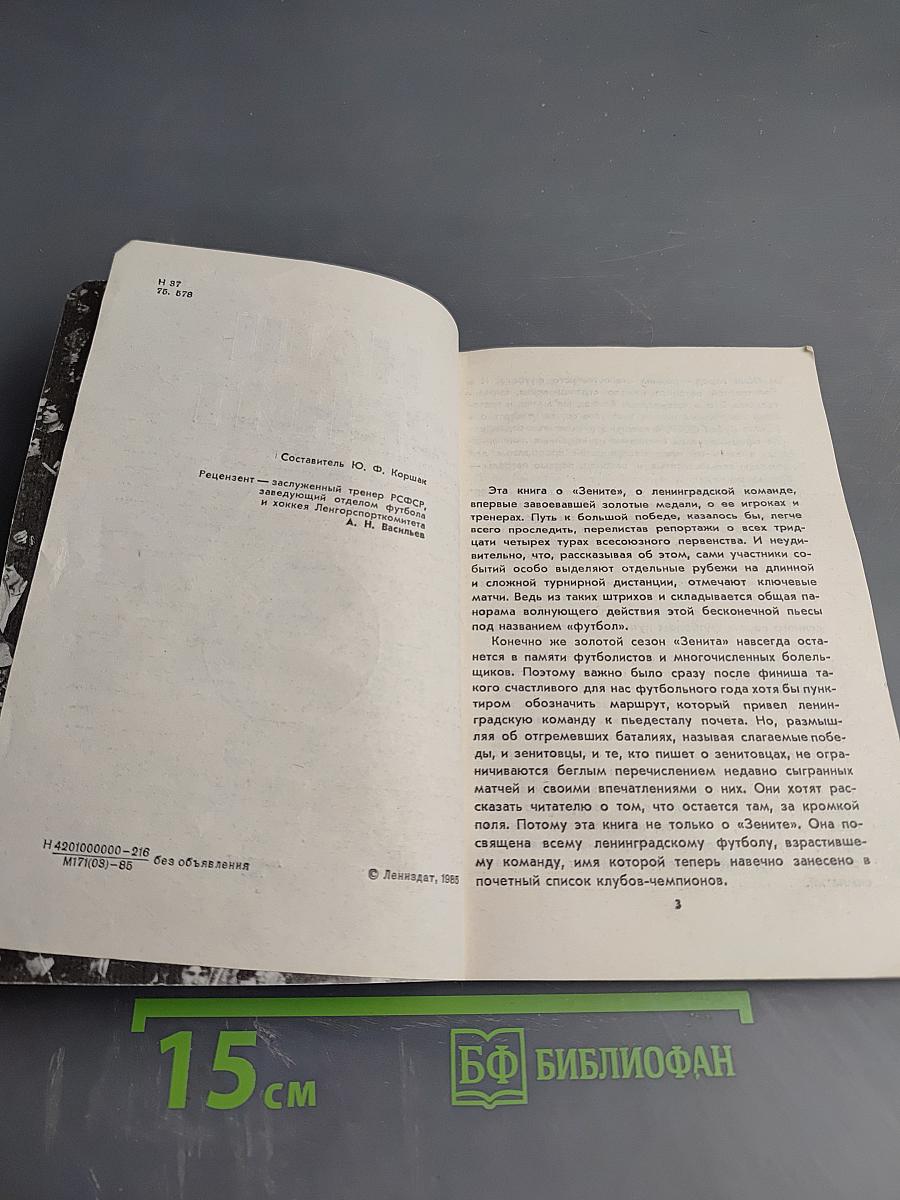 Н 37
75. 578
Составитель Ю. Ф. Коршак
Рецензент — заслуженный тренер РСФСР,
заведующий отделом футбола
и хоккея Ленгорспорткомитета
А. Н. Васильев
Н 4201000000-216
М171(03)-85 без объявления
© Лениздат, 1985
Эта книга о «Зените», о ленинградской команде,
впервые завоевавшей золотые медали, о ее игроках и
тренерах. Путь к большой победе, казалось бы, легче
всего проследить, перелистав репортажи о всех трид-
цати четырех турах всесоюзного первенства. И неуди-
вительно, что, рассказывая об этом, сами участники со-
бытий особо выделяют отдельные рубежи на длинной
и сложной турнирной дистанции, отмечают ключевые
матчи. Ведь из таких штрихов и складывается общая па-
норама волнующего действия этой бесконечной пьесы
под названием «футбол».
Конечно же золотой сезон «Зенита» навсегда оста-
нется в памяти футболистов и многочисленных болель-
щиков. Поэтому важно было сразу после финиша та-
кого счастливого для нас футбольного года хотя бы пунк-
тиром обозначить маршрут, который привел ленин-
градскую команду к пьедесталу почета. Но, размыш-
ляя об отгремевших баталиях, называя слагаемые побе-
ды, и зенитовцы, и те, кто пишет о зенитовцах, не огра-
ничиваются беглым перечислением недавно сыгранных
матчей и своими впечатлениями о них. Они хотят рас-
сказать читателю о том, что остается там, за кромкой
поля. Потому эта книга не только о «Зените». Она по-
священа всему ленинградскому футболу, взрастивше-
му команду, имя которой теперь навечно занесено в
почетный список клубов-чемпионов.
3
15 см
БФ БИБЛИОФАН